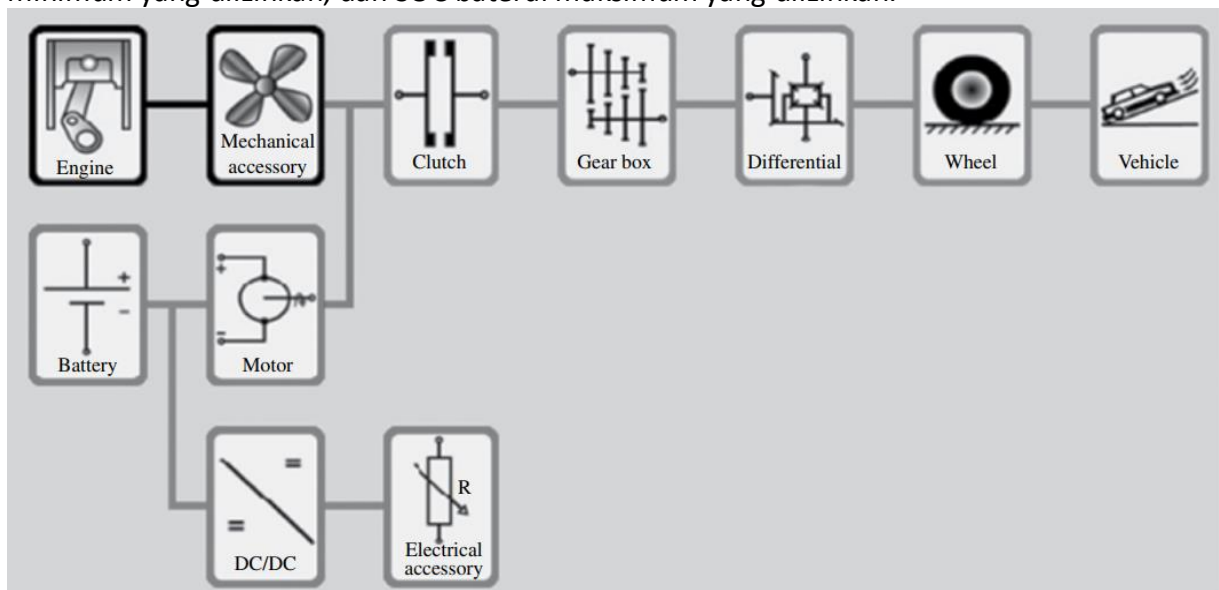 minimum yang diizinkan, dan SOC baterai maksimum yang diizinkan.
Engine
Mechanical
accessory
Clutch
Gear box
Differential
Wheel
Vehicle
+
−
Battery
+
−
Motor
=
=
DC/DC
R
Electrical
accessory